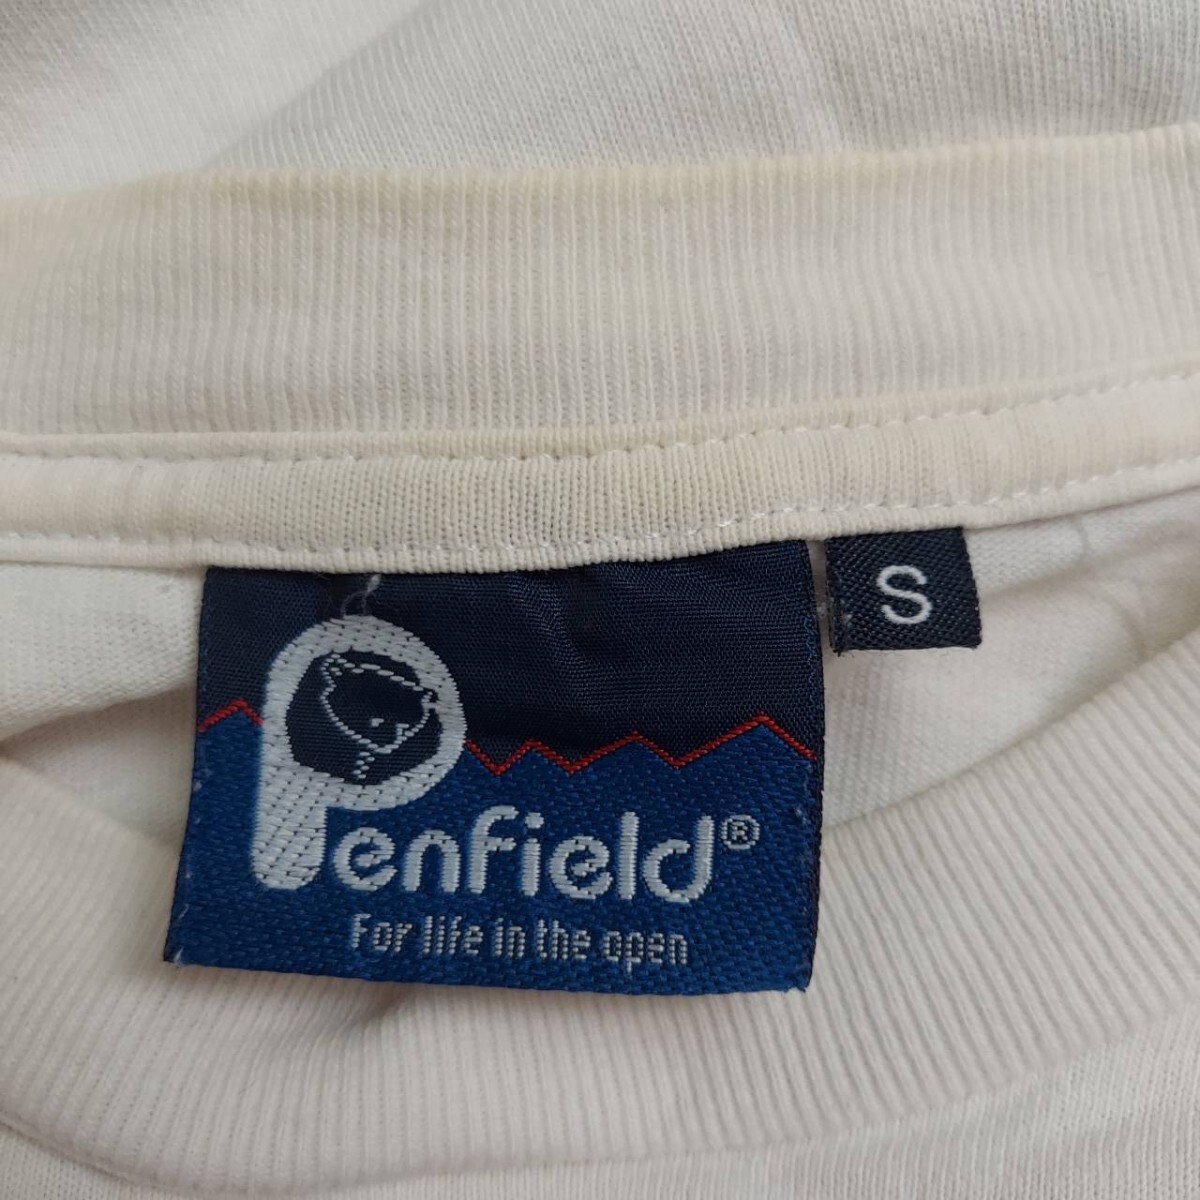 Penfield®
For life in the open
S